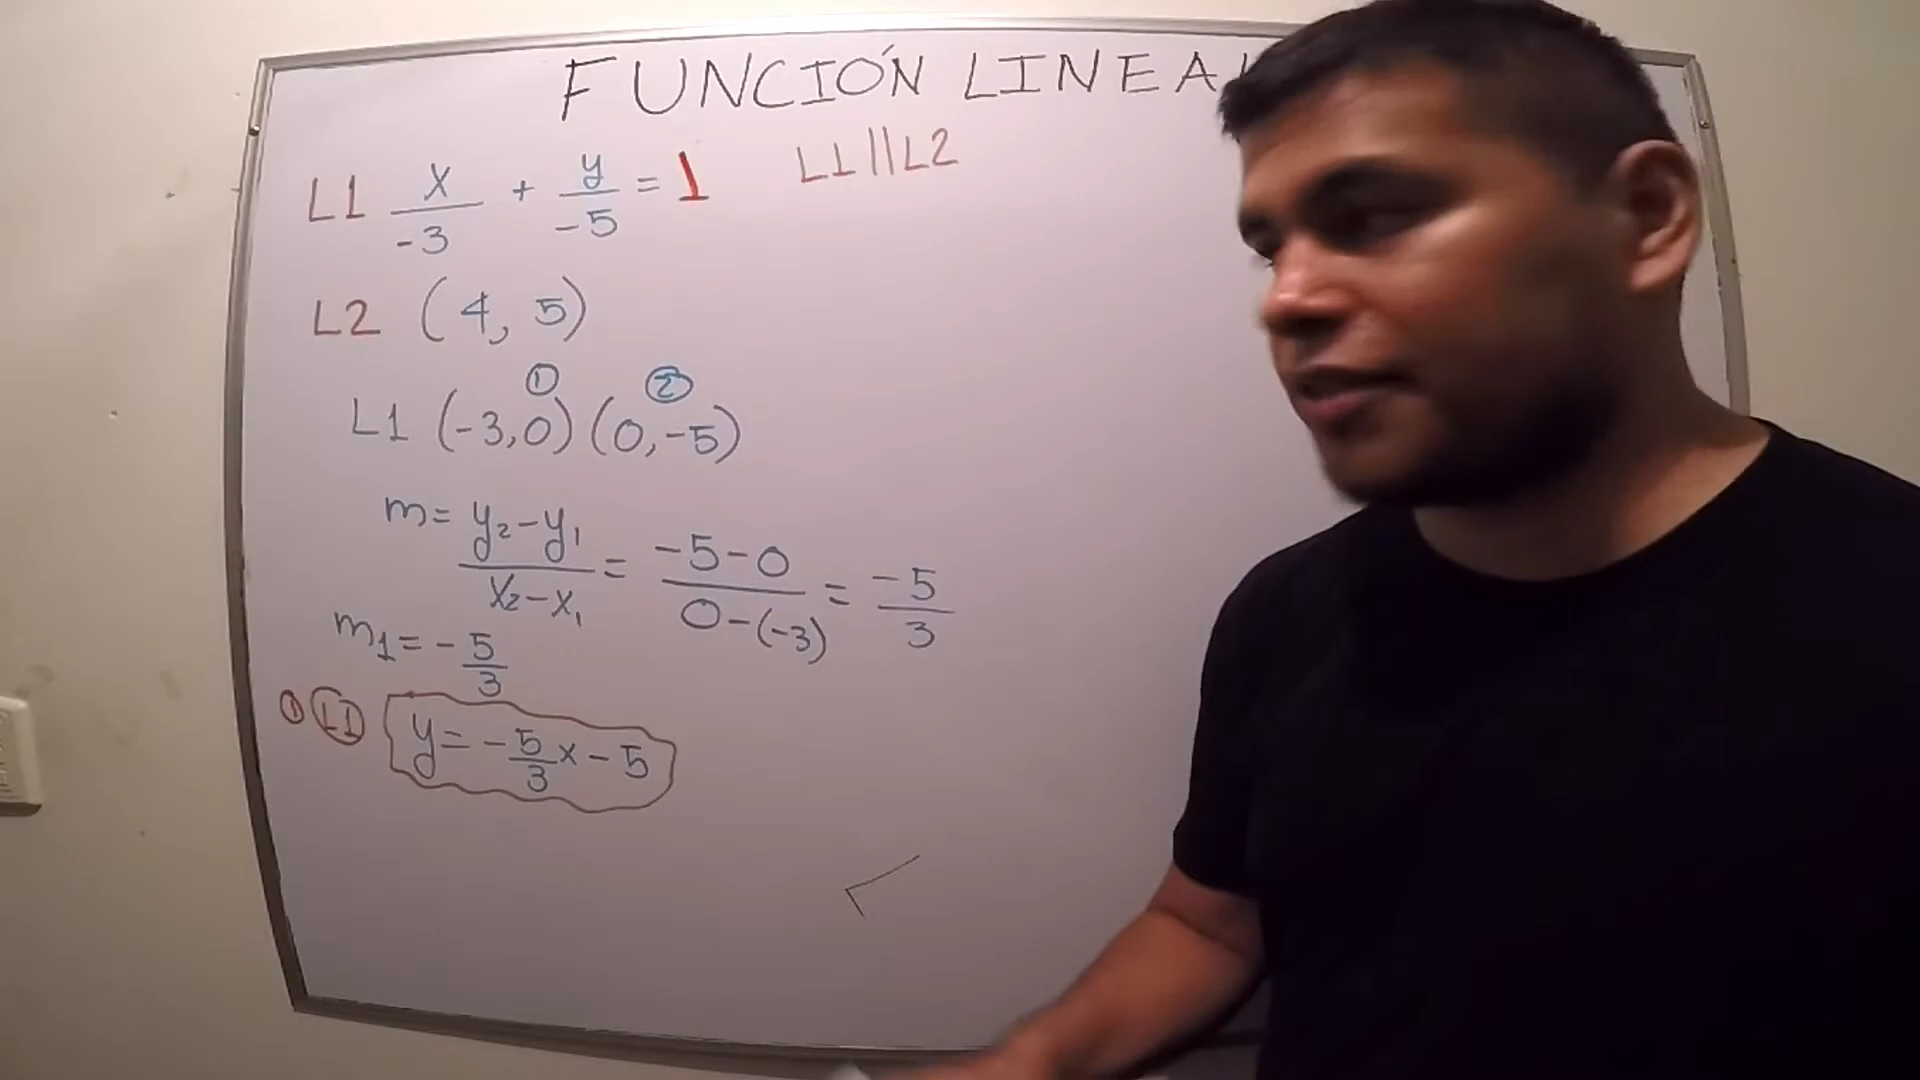 FUNCIÓN LINEAL
L1 x/-3 + y/-5 = 1 L1||L2
L2 (4, 5)
① ②
L1 (-3,0) (0,-5)
m = y₂-y₁/x₂-x₁ = -5-0/0-(-3) = -5/3
m₁ = -5/3
① L1 y = -5/3 x - 5